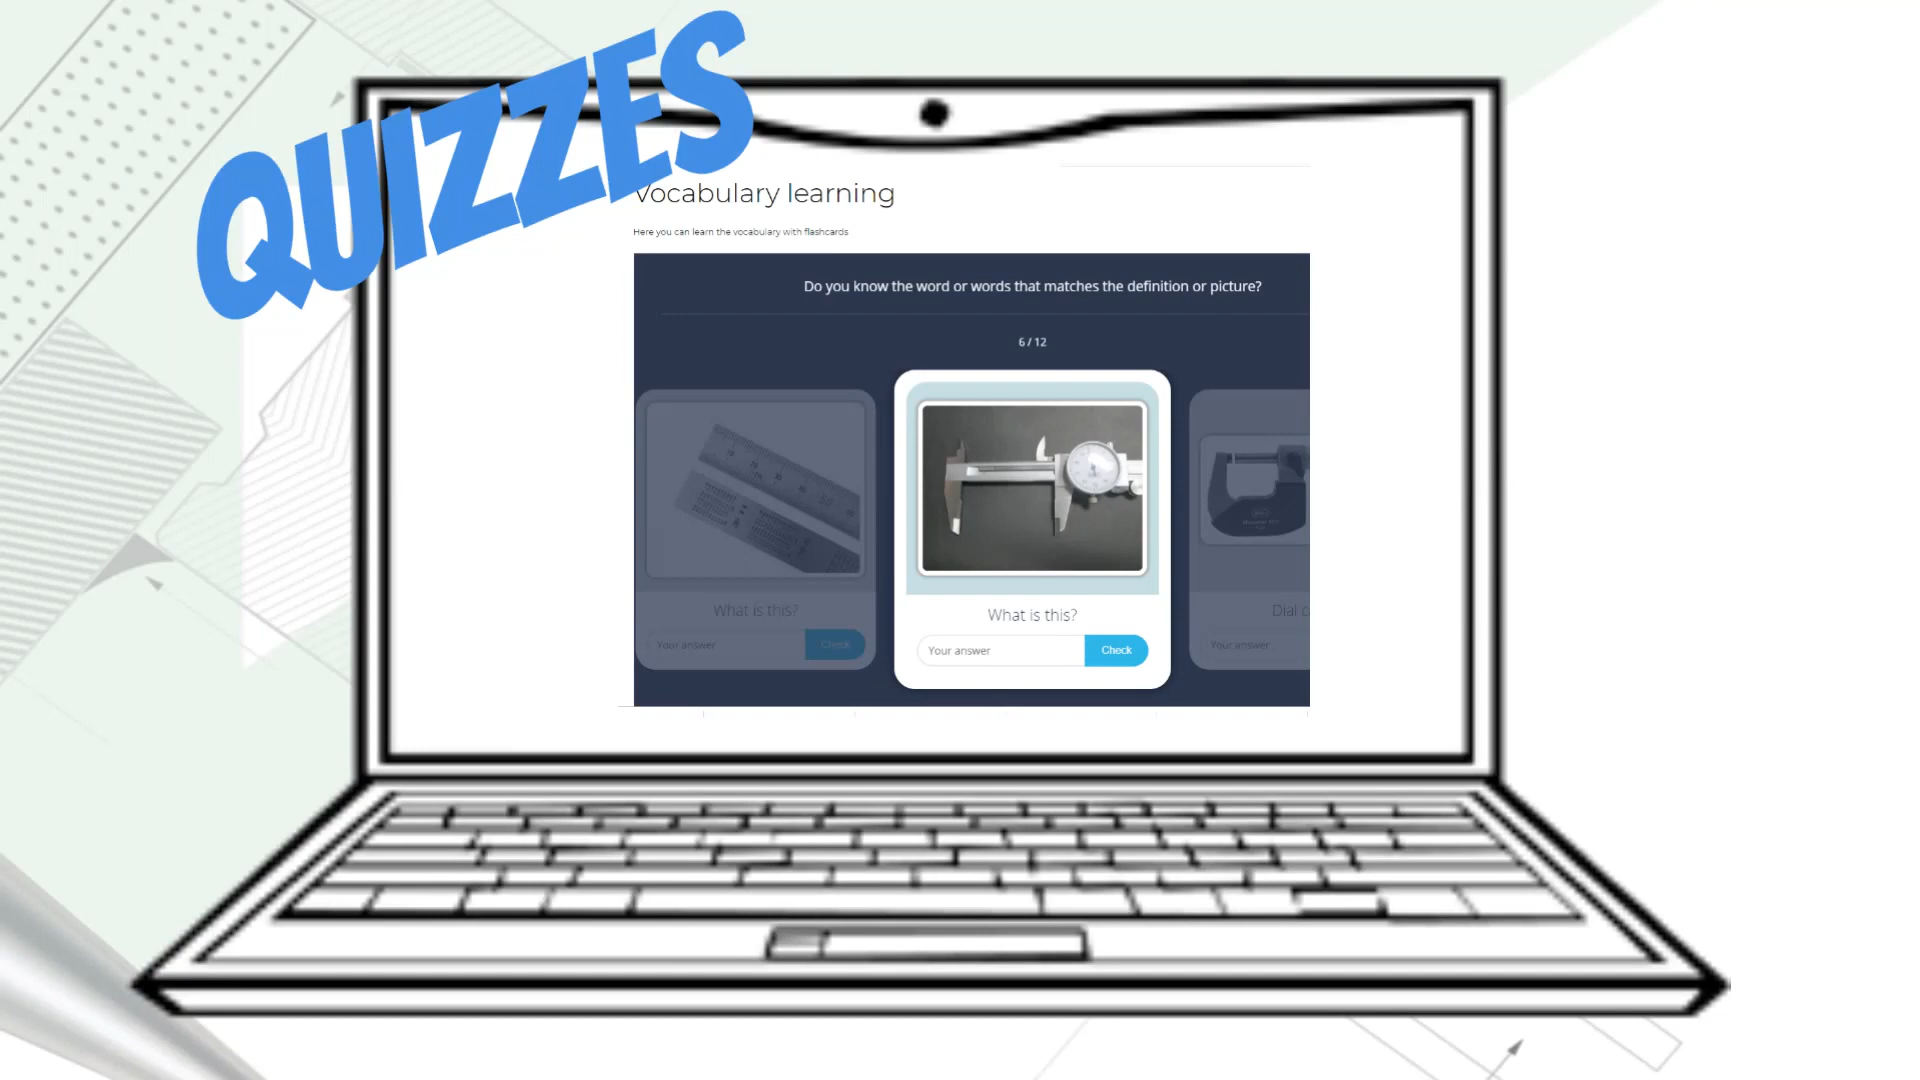 QUIZZES
Vocabulary learning
Here you can learn the vocabulary with flashcards
Do you know the word or words that matches the definition or picture?
6 / 12
What is this?
Your answer
Check
What is this?
Your answer
Check
Dial
Your answer